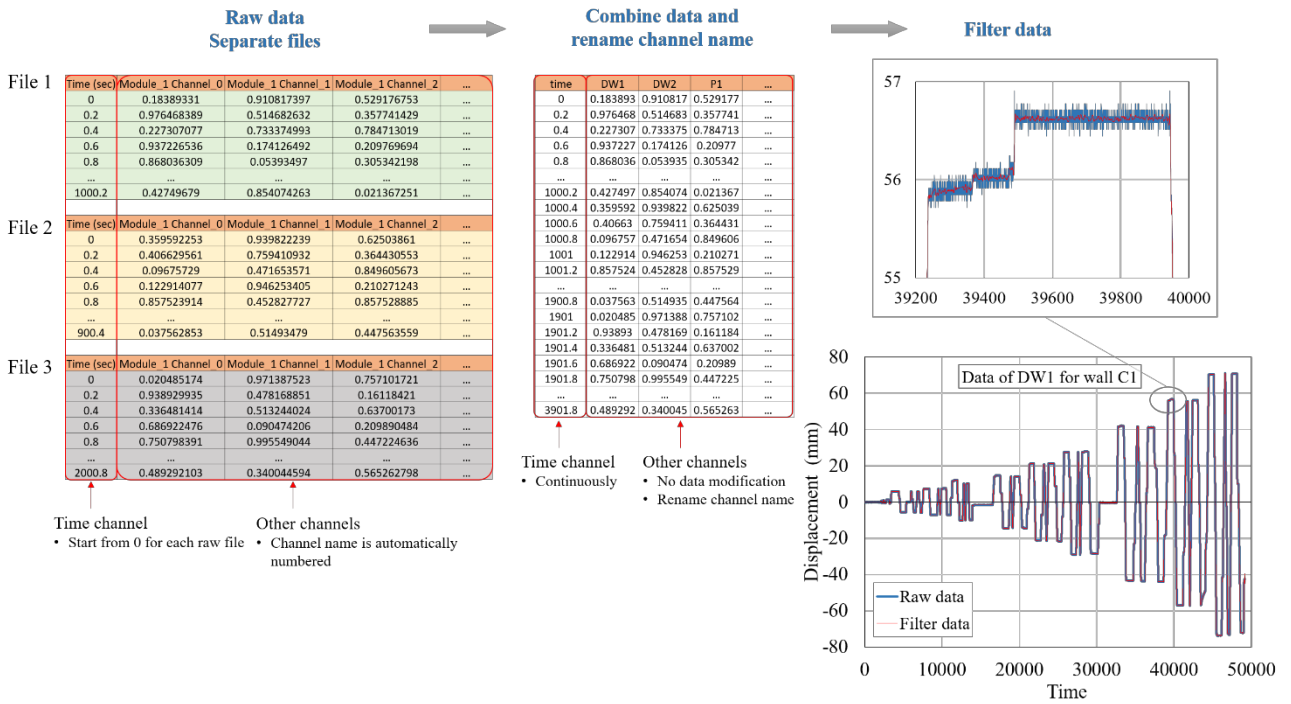 Raw data
Separate files
Combine data and
rename channel name
Filter data
File 1
Time (sec) Module_1 Channel_0 Module_1 Channel_1 Module_1 Channel_2 ...
0 0.18389331 0.910817397 0.529176753 ...
0.2 0.976468389 0.514682632 0.357741429 ...
0.4 0.227307077 0.733374993 0.784713019 ...
0.6 0.937226536 0.174126492 0.209769694 ...
0.8 0.868036309 0.05393497 0.305342198 ...
... ... ... ... ...
1000.2 0.42749679 0.854074263 0.021367251 ...
File 2
Time (sec) Module_1 Channel_0 Module_1 Channel_1 Module_1 Channel_2 ...
0 0.359592253 0.939822239 0.62503861 ...
0.2 0.406629561 0.759410932 0.364430553 ...
0.4 0.09675729 0.471653571 0.849605673 ...
0.6 0.122914077 0.946253405 0.210271243 ...
0.8 0.857523914 0.452827727 0.857528885 ...
... ... ... ... ...
900.4 0.037562853 0.51493479 0.447563559 ...
File 3
Time (sec) Module_1 Channel_0 Module_1 Channel_1 Module_1 Channel_2 ...
0 0.020485174 0.971387523 0.757101721 ...
0.2 0.938929935 0.478168851 0.16118421 ...
0.4 0.336481414 0.513244024 0.63700173 ...
0.6 0.686922476 0.090474206 0.209890484 ...
0.8 0.750798391 0.995549044 0.447224636 ...
... ... ... ... ...
2000.8 0.489292103 0.340044594 0.565262798 ...
Time channel
• Start from 0 for each raw file
Other channels
• Channel name is automatically
numbered
time DW1 DW2 P1 ...
0 0.183893 0.910817 0.529177 ...
0.2 0.976468 0.514683 0.357741 ...
0.4 0.227307 0.733375 0.784713 ...
0.6 0.937227 0.174126 0.20977 ...
0.8 0.868036 0.053935 0.305342 ...
... ... ... ... ...
1000.2 0.427497 0.854074 0.021367 ...
1000.4 0.359592 0.939822 0.625039 ...
1000.6 0.40663 0.759411 0.364431 ...
1000.8 0.096757 0.471654 0.849606 ...
1001 0.122914 0.946253 0.210271 ...
1001.2 0.857524 0.452828 0.857529 ...
... ... ... ... ...
1900.8 0.037563 0.514935 0.447564 ...
1901 0.020485 0.971388 0.757102 ...
1901.2 0.93893 0.478169 0.161184 ...
1901.4 0.336481 0.513244 0.637002 ...
1901.6 0.686922 0.090474 0.20989 ...
1901.8 0.750798 0.995549 0.447225 ...
... ... ... ... ...
3901.8 0.489292 0.340045 0.565263 ...
Time channel
• Continuously
Other channels
• No data modification
• Rename channel name
57
56
55
39200 39400 39600 39800 40000
80
60
40
20
0
-20
-40
-60
-80
Displacement (mm)
Data of DW1 for wall C1
Raw data
Filter data
0 10000 20000 30000 40000 50000
Time